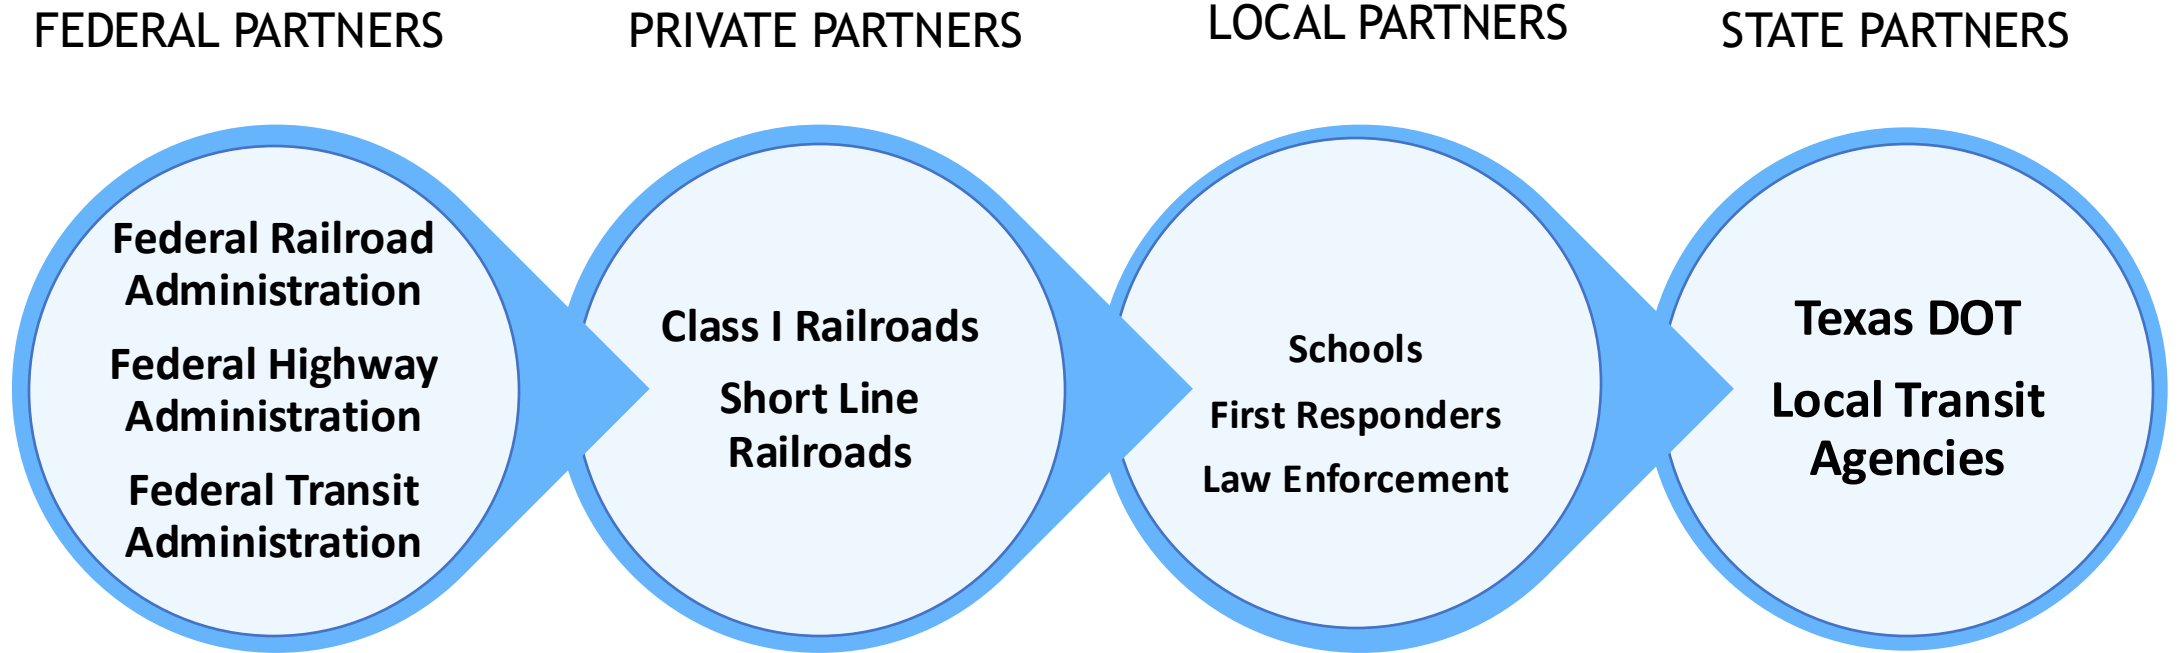 FEDERAL PARTNERS
PRIVATE PARTNERS
LOCAL PARTNERS
STATE PARTNERS
Federal Railroad
Administration
Federal Highway
Administration
Federal Transit
Administration
Class I Railroads
Short Line
Railroads
Schools
First Responders
Law Enforcement
Texas DOT
Local Transit
Agencies